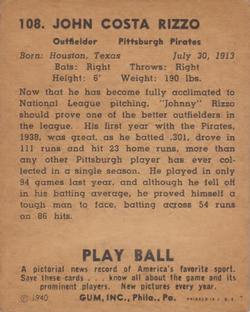 108. JOHN COSTA RIZZO
Outfielder Pittsburgh Pirates
Born: Houston, Texas July 30, 1913
Bats: Right Throws: Right
Height: 6' Weight: 190 lbs.
Now that he has become fully acclimated to
National League pitching, "Johnny" Rizzo
should prove one of the better outfielders in
the league. His first year with the Pirates,
1938, was great, as he batted .301, drove in
111 runs and hit 23 home runs, more than
any other Pittsburgh player has ever col-
lected in a single season. He played in only
94 games last year, and although he fell off
in his batting average, he proved himself a
tough man to face, batting across 54 runs
on 86 hits.
PLAY BALL
A pictorial news record of America's favorite sport.
Save these cards . . . know all about the game and its
prominent players. New pictures every year.
© 1940 GUM, INC., Phila., Pa. PRINTED IN U. S. A.